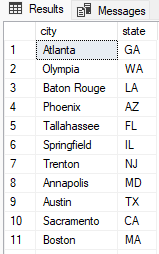 Results Messages
city state
1 Atlanta GA
2 Olympia WA
3 Baton Rouge LA
4 Phoenix AZ
5 Tallahassee FL
6 Springfield IL
7 Trenton NJ
8 Annapolis MD
9 Austin TX
10 Sacramento CA
11 Boston MA